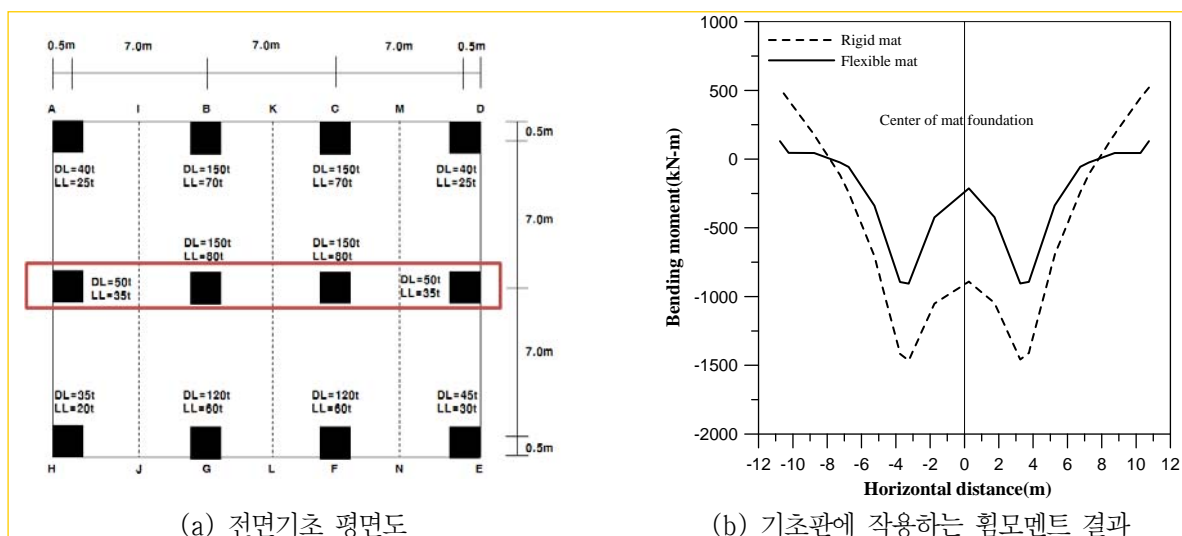 0.5m 7.0m 7.0m 7.0m 0.5m
A I B K C M D
0.5m
DL=40t
LL=25t
DL=150t
LL=70t
DL=150t
LL=70t
DL=40t
LL=25t
7.0m
DL=150t
LL=80t
DL=150t
LL=80t
DL=50t
LL=35t
DL=50t
LL=35t
7.0m
DL=35t
LL=20t
DL=120t
LL=60t
DL=120t
LL=60t
DL=45t
LL=30t
0.5m
H J G L F N E
(a) 전면기초 평면도
1000
500
0
-500
-1000
-1500
-2000
Bending moment(kN-m)
Rigid mat
Flexible mat
Center of mat foundation
-12 -10 -8 -6 -4 -2 0 2 4 6 8 10 12
Horizontal distance(m)
(b) 기초판에 작용하는 휨모멘트 결과